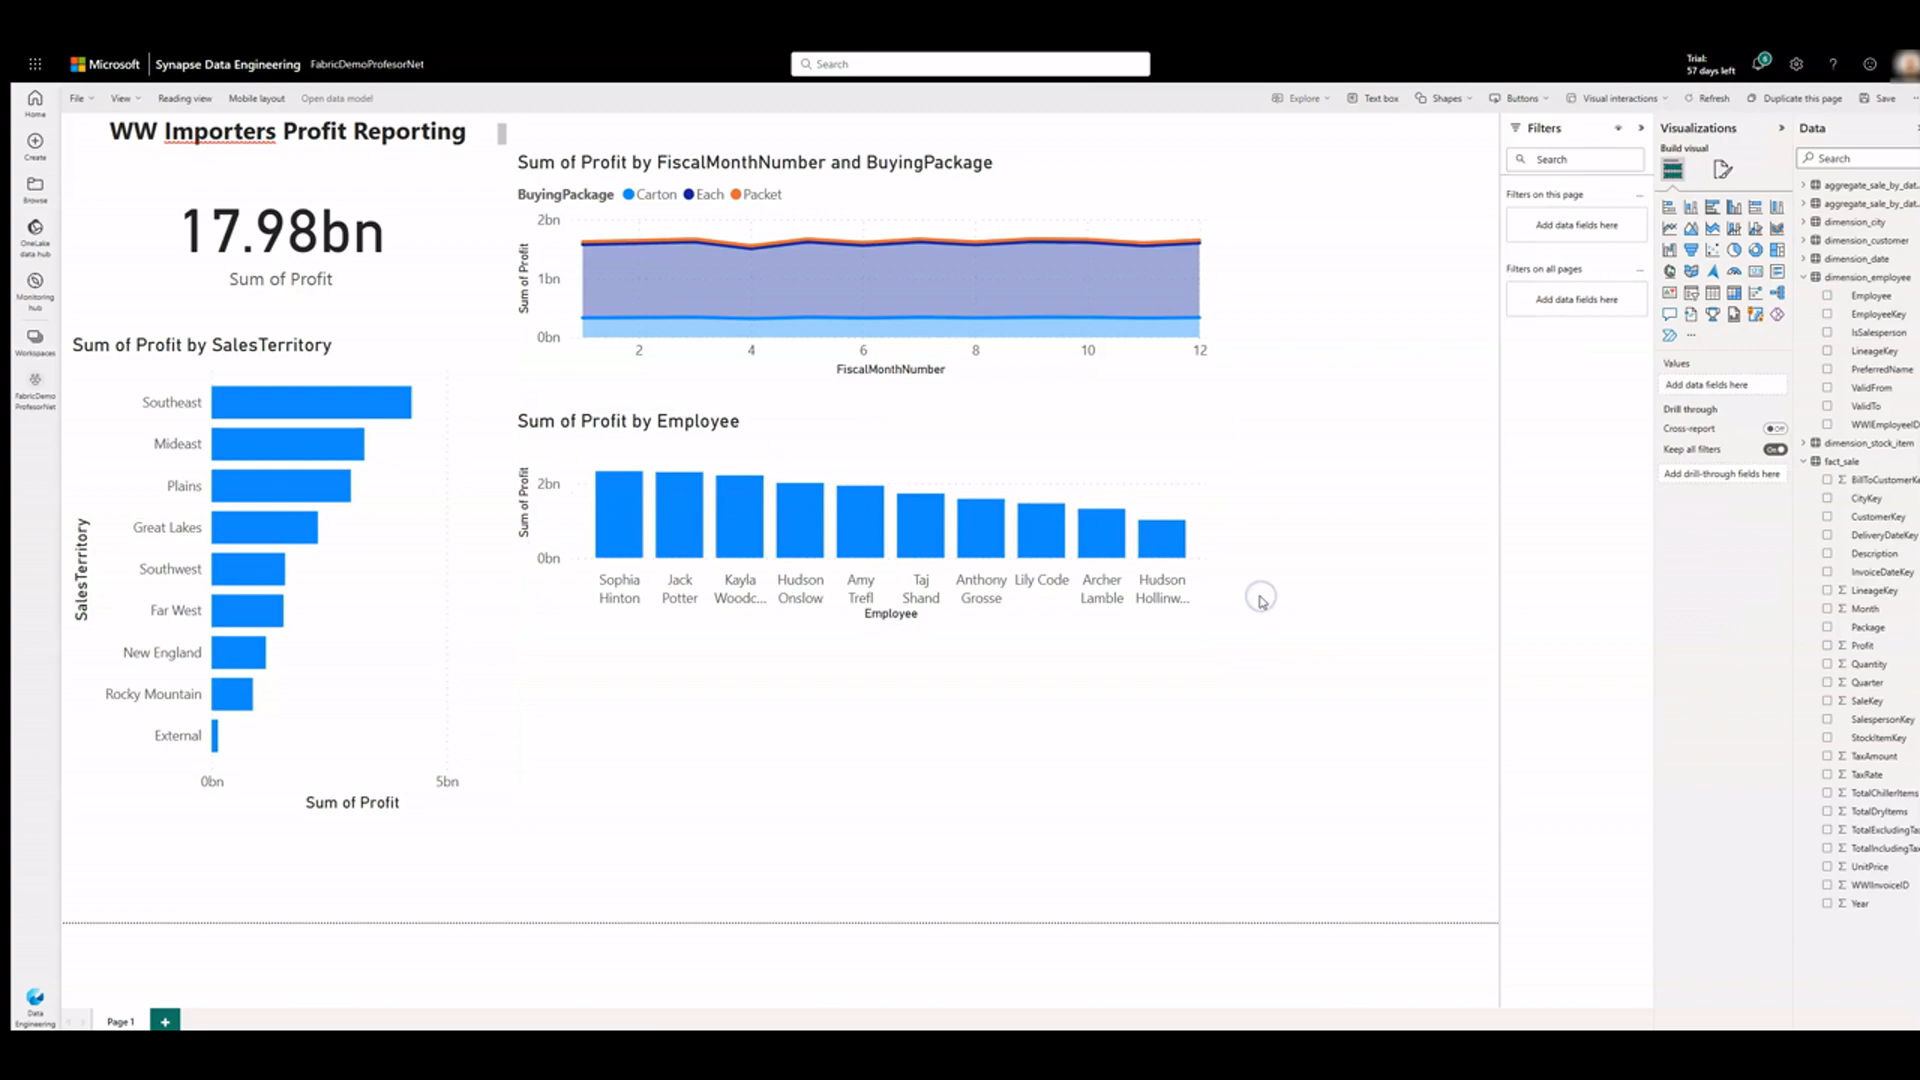 Microsoft Synapse Data Engineering FabricDemoProfesorNet
Search
Trial:
57 days left
File View Reading view Mobile layout Open data model
Explore Text box Shapes Buttons Visual interactions Refresh Duplicate this page Save
Home
Create
Browse
OneLake
data hub
Monitoring
hub
Workspaces
FabricDemo
ProfesorNet
Data
Engineering
WW Importers Profit Reporting
17.98bn
Sum of Profit
Sum of Profit by SalesTerritory
SalesTerritory
Southeast
Mideast
Plains
Great Lakes
Southwest
Far West
New England
Rocky Mountain
External
0bn 5bn
Sum of Profit
Sum of Profit by FiscalMonthNumber and BuyingPackage
BuyingPackage Carton Each Packet
Sum of Profit
2bn
1bn
0bn
2 4 6 8 10 12
FiscalMonthNumber
Sum of Profit by Employee
Sum of Profit
2bn
0bn
Sophia Hinton
Jack Potter
Kayla Woodc...
Hudson Onslow
Amy Trefl
Taj Shand
Anthony Grosse
Lily Code
Archer Lamble
Hudson Hollinw...
Employee
Page 1
Filters
Search
Filters on this page
Add data fields here
Filters on all pages
Add data fields here
Visualizations
Build visual
Values
Add data fields here
Drill through
Cross-report Off
Keep all filters On
Add drill-through fields here
Data
Search
aggregate_sale_by_dat...
aggregate_sale_by_dat...
dimension_city
dimension_customer
dimension_date
dimension_employee
Employee
EmployeeKey
IsSalesperson
LineageKey
PreferredName
ValidFrom
ValidTo
WWIEmployeeID
dimension_stock_item
fact_sale
BillToCustomerKe
CityKey
CustomerKey
DeliveryDateKey
Description
InvoiceDateKey
LineageKey
Month
Package
Profit
Quantity
Quarter
SaleKey
SalespersonKey
StockItemKey
TaxAmount
TaxRate
TotalChillerItems
TotalDryItems
TotalExcludingTa
TotalIncludingTax
UnitPrice
WWIInvoiceID
Year